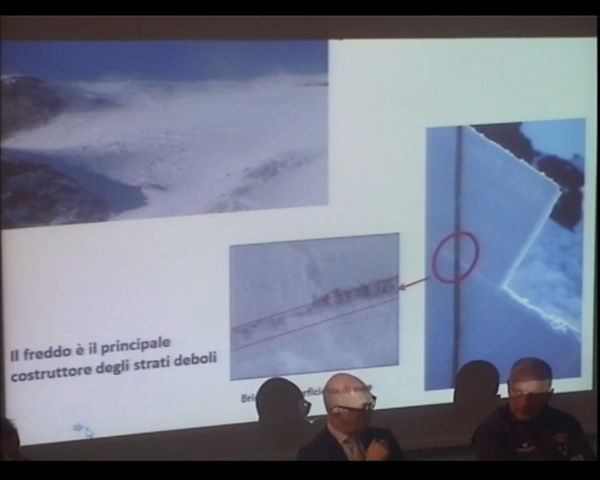 Il freddo è il principale
costruttore degli strati deboli